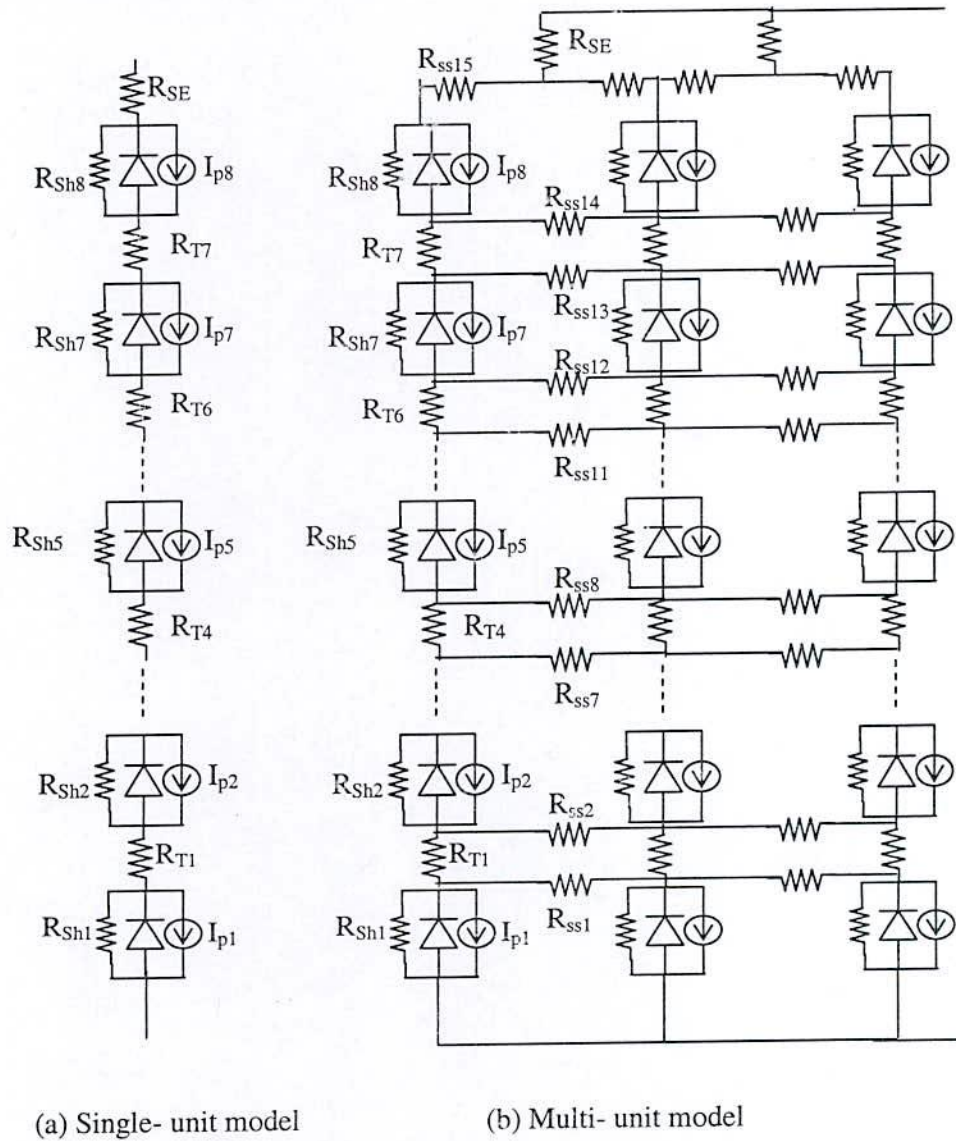 R_SE
R_Sh8
I_p8
R_T7
R_Sh7
I_p7
R_T6
R_Sh5
I_p5
R_T4
R_Sh2
I_p2
R_T1
R_Sh1
I_p1
(a) Single- unit model
R_SE
R_ss15
R_Sh8
I_p8
R_ss14
R_T7
R_ss13
R_Sh7
I_p7
R_ss12
R_T6
R_ss11
R_Sh5
I_p5
R_ss8
R_T4
R_ss7
R_Sh2
I_p2
R_ss2
R_T1
R_ss1
R_Sh1
I_p1
(b) Multi- unit model